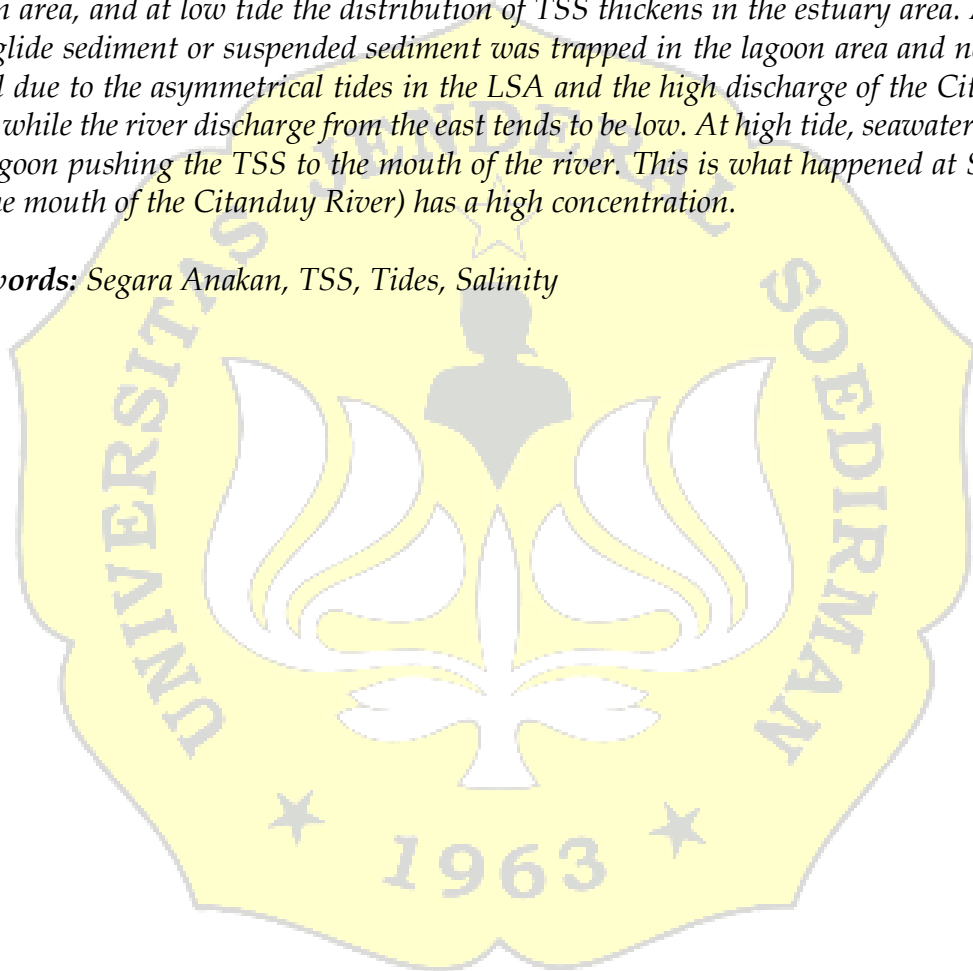 n area, and at low tide the distribution of TSS thickens in the estuary area.
glide sediment or suspended sediment was trapped in the lagoon area and n
l due to the asymmetrical tides in the LSA and the high discharge of the Cit
while the river discharge from the east tends to be low. At high tide, seawater
goon pushing the TSS to the mouth of the river. This is what happened at S
e mouth of the Citanduy River) has a high concentration.
words: Segara Anakan, TSS, Tides, Salinity
UNIVERSITAS JENDERAL SOEDIRMAN
1963